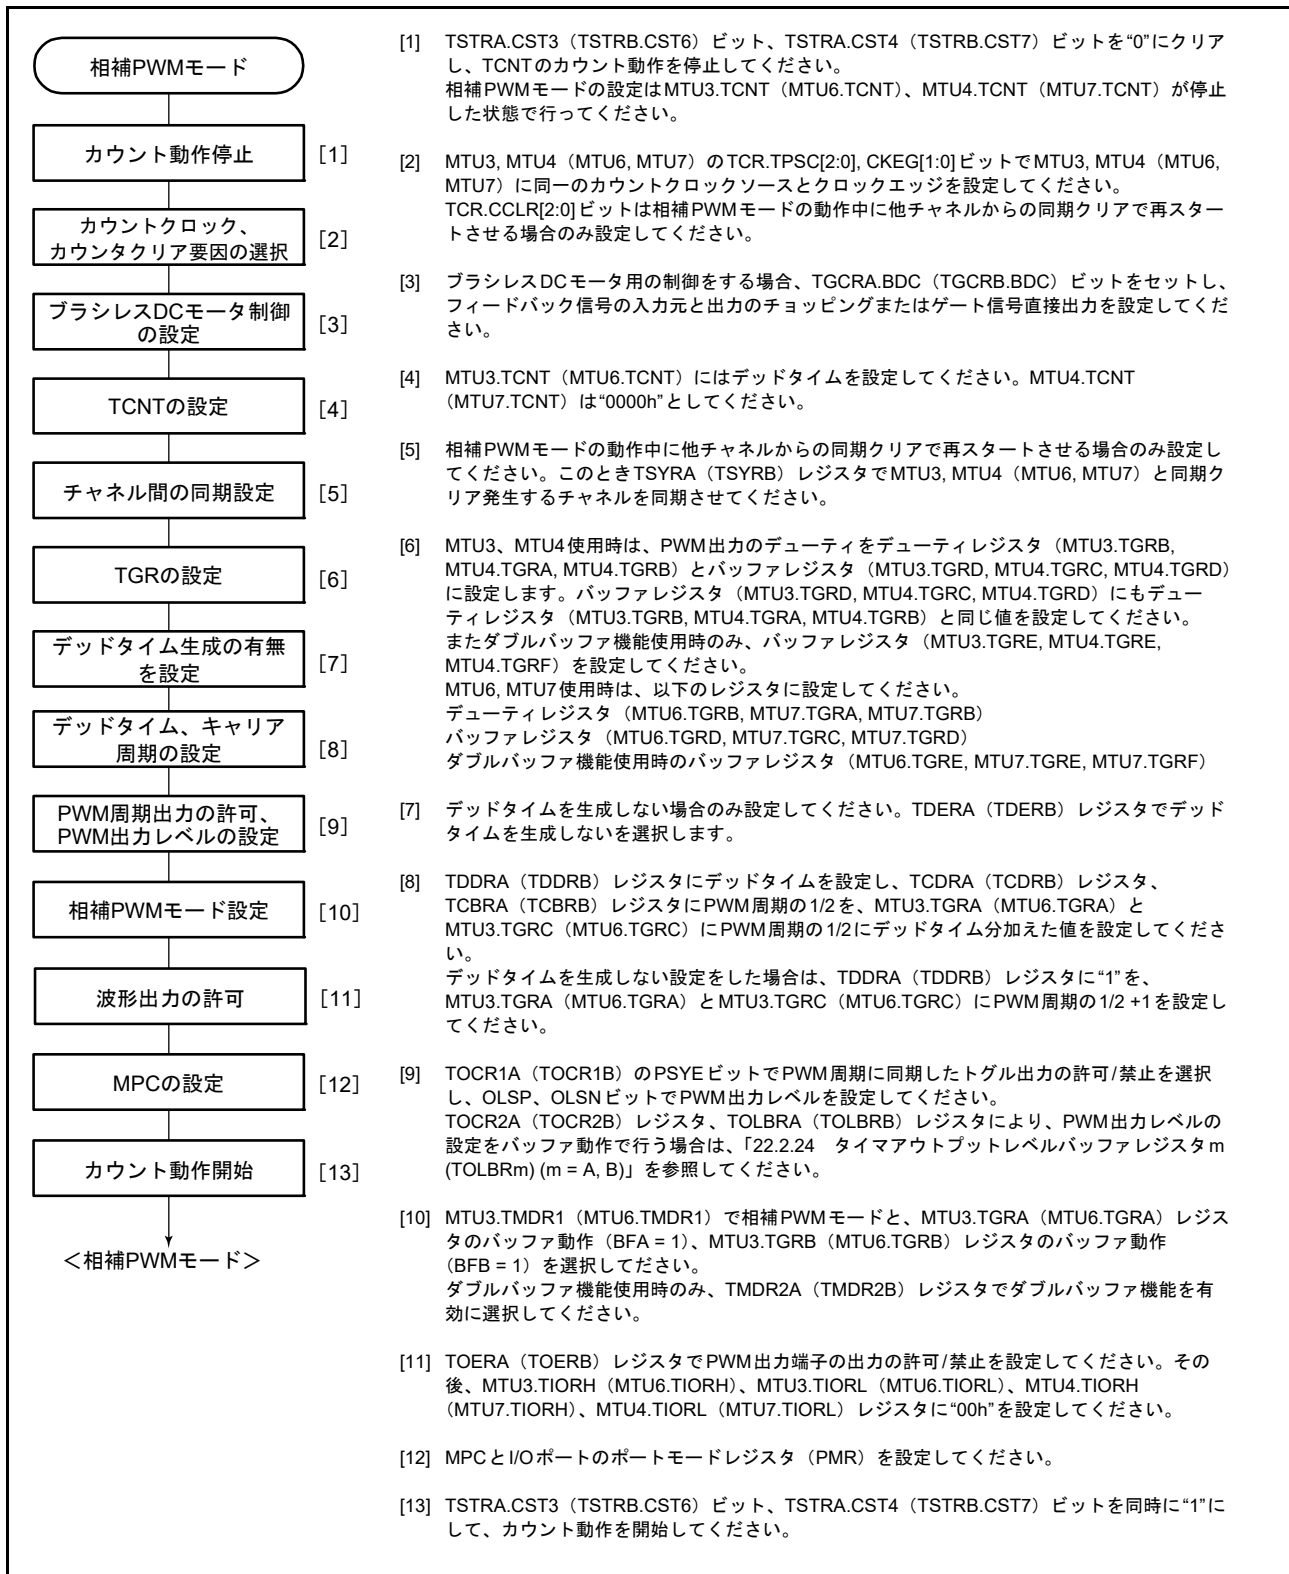 相補PWMモード
カウント動作停止
[1]
カウントクロック、
カウンタクリア要因の選択
[2]
ブラシレスDCモータ制御
の設定
[3]
TCNTの設定
[4]
チャネル間の同期設定
[5]
TGRの設定
[6]
デッドタイム生成の有無
を設定
[7]
デッドタイム、キャリア
周期の設定
[8]
PWM周期出力の許可、
PWM出力レベルの設定
[9]
相補PWMモード設定
[10]
波形出力の許可
[11]
MPCの設定
[12]
カウント動作開始
[13]
＜相補PWMモード＞
[1] TSTRA.CST3（TSTRB.CST6）ビット、TSTRA.CST4（TSTRB.CST7）ビットを“0”にクリア
し、TCNTのカウント動作を停止してください。
相補PWMモードの設定はMTU3.TCNT（MTU6.TCNT）、MTU4.TCNT（MTU7.TCNT）が停止
した状態で行ってください。
[2] MTU3, MTU4（MTU6, MTU7）のTCR.TPSC[2:0], CKEG[1:0]ビットでMTU3, MTU4（MTU6,
MTU7）に同一のカウントクロックソースとクロックエッジを設定してください。
TCR.CCLR[2:0]ビットは相補PWMモードの動作中に他チャネルからの同期クリアで再スター
トさせる場合のみ設定してください。
[3] ブラシレスDCモータ用の制御をする場合、TGCRA.BDC（TGCRB.BDC）ビットをセットし、
フィードバック信号の入力元と出力のチョッピングまたはゲート信号直接出力を設定してくだ
さい。
[4] MTU3.TCNT（MTU6.TCNT）にはデッドタイムを設定してください。MTU4.TCNT
（MTU7.TCNT）は“0000h”としてください。
[5] 相補PWMモードの動作中に他チャネルからの同期クリアで再スタートさせる場合のみ設定し
てください。このときTSYRA（TSYRB）レジスタでMTU3, MTU4（MTU6, MTU7）と同期ク
リア発生するチャネルを同期させてください。
[6] MTU3、MTU4使用時は、PWM出力のデューティをデューティレジスタ（MTU3.TGRB,
MTU4.TGRA, MTU4.TGRB）とバッファレジスタ（MTU3.TGRD, MTU4.TGRC, MTU4.TGRD）
に設定します。バッファレジスタ（MTU3.TGRD, MTU4.TGRC, MTU4.TGRD）にもデュー
ティレジスタ（MTU3.TGRB, MTU4.TGRA, MTU4.TGRB）と同じ値を設定してください。
またダブルバッファ機能使用時のみ、バッファレジスタ（MTU3.TGRE, MTU4.TGRE,
MTU4.TGRF）を設定してください。
MTU6, MTU7使用時は、以下のレジスタに設定してください。
デューティレジスタ（MTU6.TGRB, MTU7.TGRA, MTU7.TGRB）
バッファレジスタ（MTU6.TGRD, MTU7.TGRC, MTU7.TGRD）
ダブルバッファ機能使用時のバッファレジスタ（MTU6.TGRE, MTU7.TGRE, MTU7.TGRF）
[7] デッドタイムを生成しない場合のみ設定してください。TDERA（TDERB）レジスタでデッド
タイムを生成しないを選択します。
[8] TDDRA（TDDRB）レジスタにデッドタイムを設定し、TCDRA（TCDRB）レジスタ、
TCBRA（TCBRB）レジスタにPWM周期の1/2を、MTU3.TGRA（MTU6.TGRA）と
MTU3.TGRC（MTU6.TGRC）にPWM周期の1/2にデッドタイム分加えた値を設定してくださ
い。
デッドタイムを生成しない設定をした場合は、TDDRA（TDDRB）レジスタに“1”を、
MTU3.TGRA（MTU6.TGRA）とMTU3.TGRC（MTU6.TGRC）にPWM周期の1/2 +1を設定し
てください。
[9] TOCR1A（TOCR1B）のPSYEビットでPWM周期に同期したトグル出力の許可/禁止を選択
し、OLSP、OLSNビットでPWM出力レベルを設定してください。
TOCR2A（TOCR2B）レジスタ、TOLBRA（TOLBRB）レジスタにより、PWM出力レベルの
設定をバッファ動作で行う場合は、「22.2.24 タイマアウトプットレベルバッファレジスタm
(TOLBRm) (m = A, B)」を参照してください。
[10] MTU3.TMDR1（MTU6.TMDR1）で相補PWMモードと、MTU3.TGRA（MTU6.TGRA）レジス
タのバッファ動作（BFA = 1）、MTU3.TGRB（MTU6.TGRB）レジスタのバッファ動作
（BFB = 1）を選択してださい。
ダブルバッファ機能使用時のみ、TMDR2A（TMDR2B）レジスタでダブルバッファ機能を有
効に選択してください。
[11] TOERA（TOERB）レジスタでPWM出力端子の出力の許可/禁止を設定してください。その
後、MTU3.TIORH（MTU6.TIORH）、MTU3.TIORL（MTU6.TIORL）、MTU4.TIORH
（MTU7.TIORH）、MTU4.TIORL（MTU7.TIORL）レジスタに“00h”を設定してください。
[12] MPCとI/Oポートのポートモードレジスタ（PMR）を設定してください。
[13] TSTRA.CST3（TSTRB.CST6）ビット、TSTRA.CST4（TSTRB.CST7）ビットを同時に“1”に
して、カウント動作を開始してください。